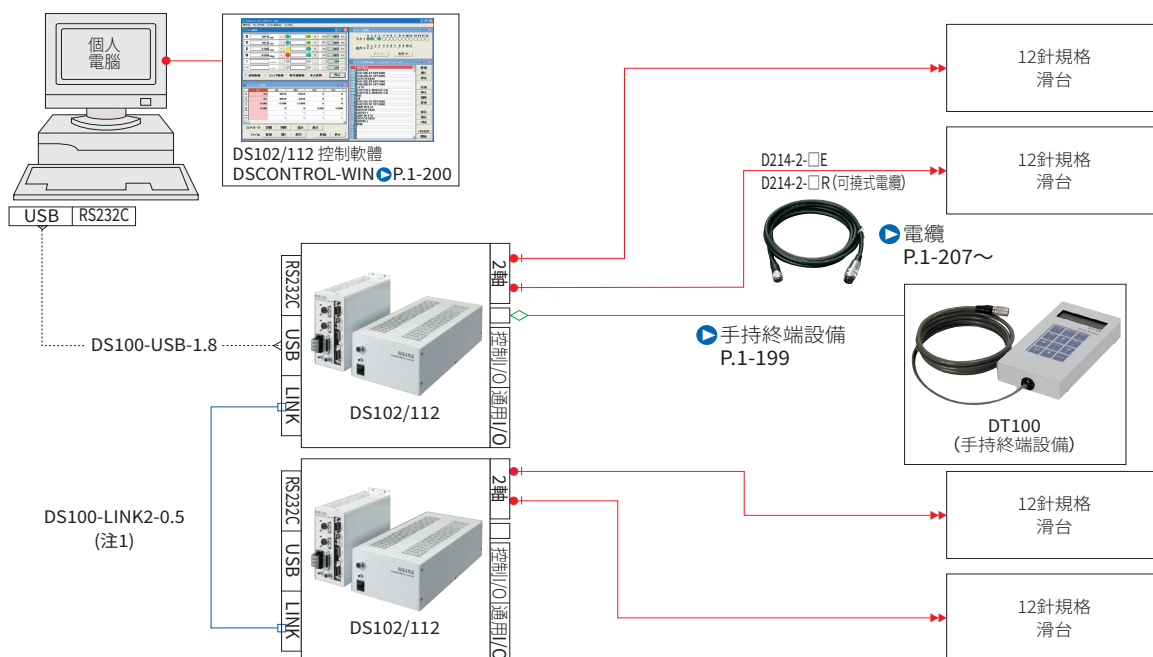 個人
電腦
USB
RS232C
DS102/112 控制軟體
DSCONTROL-WIN P.1-200
12針規格
滑台
12針規格
滑台
D214-2-□E
D214-2-□R (可撓式電纜)
電纜
P.1-207～
RS232C
USB
LINK
DS102
DS102/112
2軸
控制I/O
通用I/O
DS100-USB-1.8
手持終端設備
P.1-199
DT100
(手持終端設備)
DS100-LINK2-0.5
(注1)
RS232C
USB
LINK
DS102
DS102/112
2軸
控制I/O
通用I/O
12針規格
滑台
12針規格
滑台